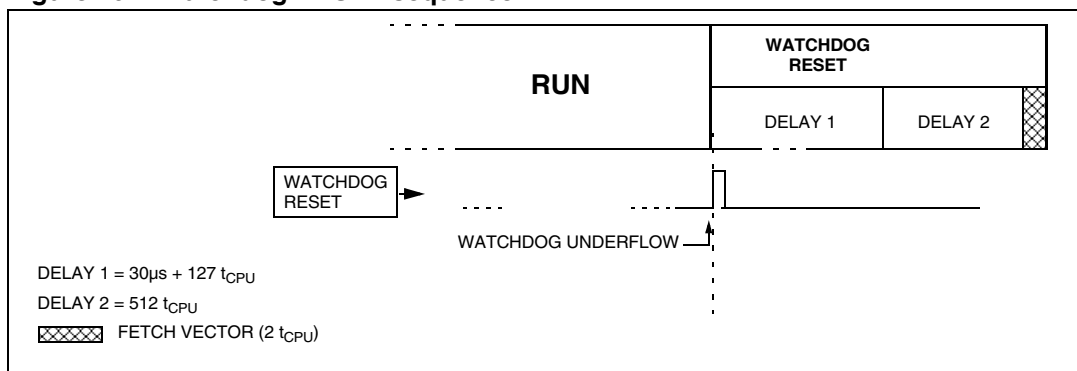 WATCHDOG
RESET
RUN
DELAY 1
DELAY 2
WATCHDOG
RESET
WATCHDOG UNDERFLOW
DELAY 1 = 30µs + 127 tCPU
DELAY 2 = 512 tCPU
FETCH VECTOR (2 tCPU)